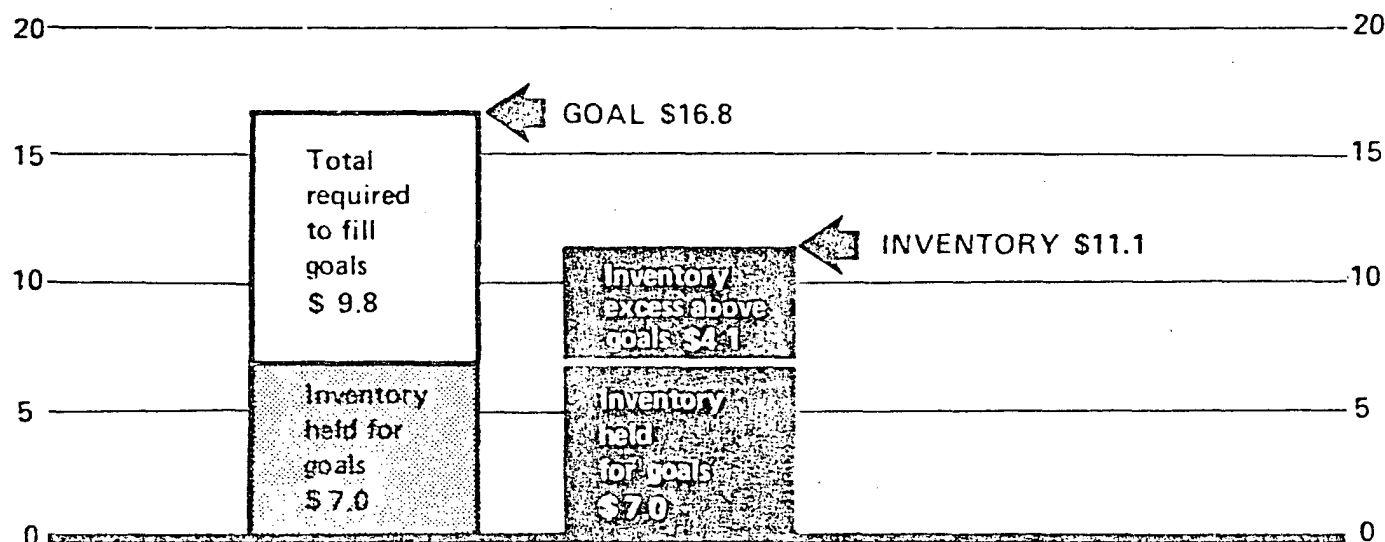 20
20
GOAL $16.8
15
15
Total
required
to fill
goals
$ 9.8
INVENTORY $11.1
10
10
Inventory
excess above
goals $4.1
5
5
Inventory
held for
goals
$7.0
Inventory
held
for goals
$7.0
0
0